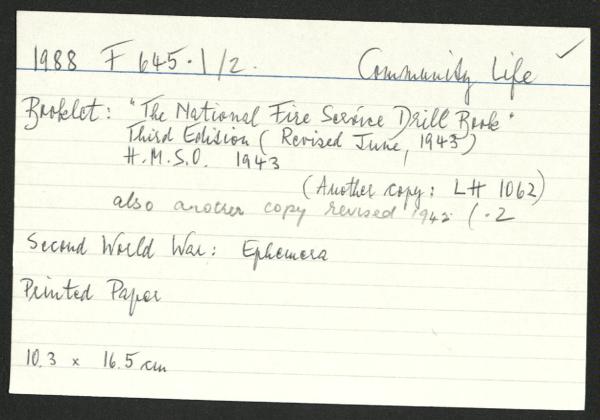 1988 F 645.1/2. Community Life ✓
Booklet: "The National Fire Service Drill Book"
Third Edition (Revised June, 1943)
H.M.S.O. 1943
(Another copy: LH 1062)
also another copy revised 1942 (.2
Second World War: Ephemera
Printed Paper
10.3 x 16.5 cm